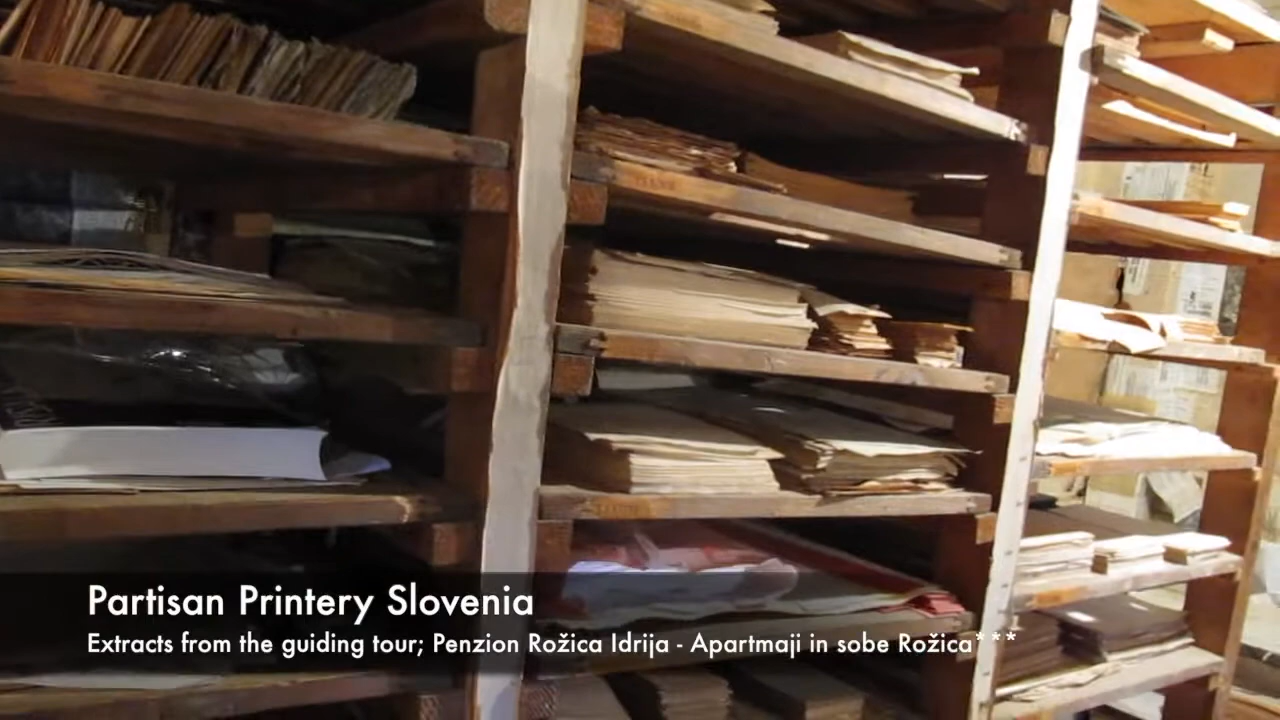 Partisan Printery Slovenia
Extracts from the guiding tour; Penzion Rožica Idrija - Apartmaji in sobe Rožica***